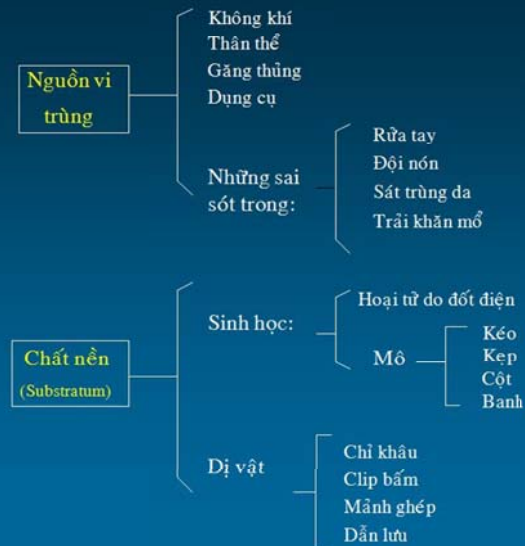 Nguồn vi
trùng
Không khí
Thân thể
Găng thủng
Dụng cụ
Những sai
sót trong:
Rửa tay
Đội nón
Sát trùng da
Trải khăn mổ
Chất nền
(Substratum)
Sinh học:
Hoại tử do đốt điện
Mô
Kéo
Kẹp
Cột
Banh
Dị vật
Chỉ khâu
Clip bấm
Mảnh ghép
Dẫn lưu